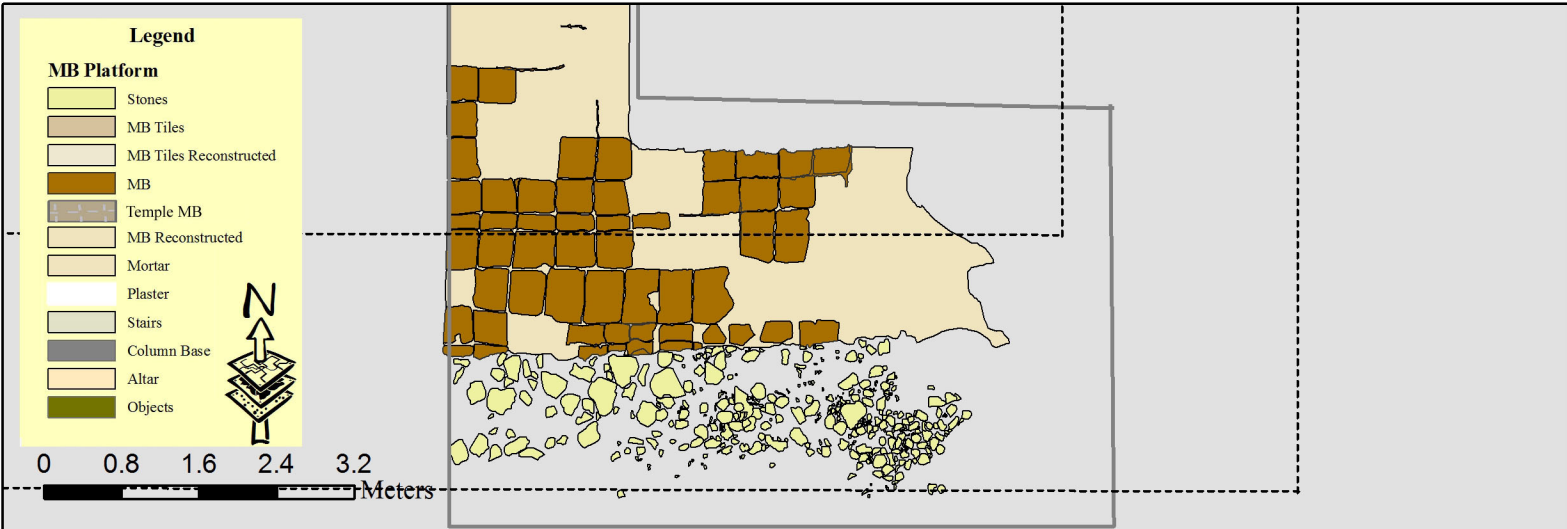 Legend
MB Platform
Stones
MB Tiles
MB Tiles Reconstructed
MB
Temple MB
MB Reconstructed
Mortar
Plaster
Stairs
Column Base
Altar
Objects
N
0 0.8 1.6 2.4 3.2
Meters